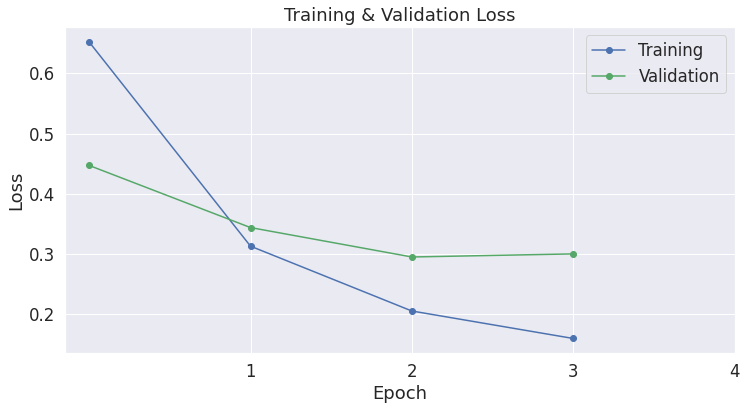 Training & Validation Loss
Training
Validation
0.6
0.5
0.4
0.3
0.2
Loss
1 2 3 4
Epoch